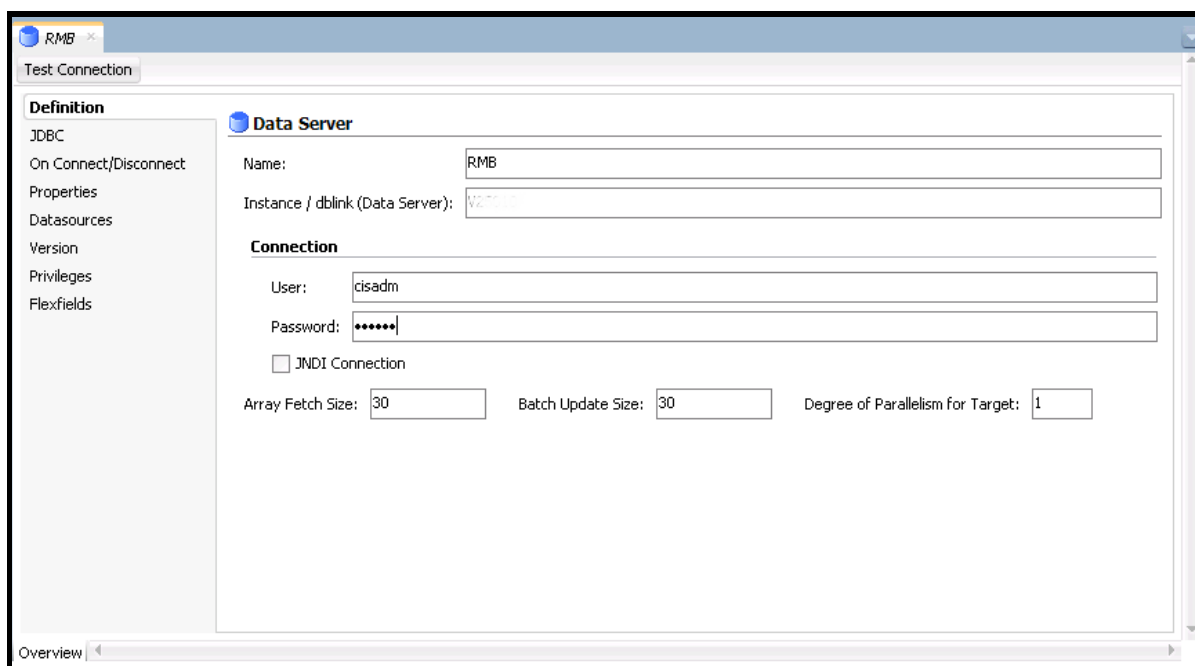 RMB
Test Connection
Definition
JDBC
On Connect/Disconnect
Properties
Datasources
Version
Privileges
Flexfields
Data Server
Name: RMB
Instance / dblink (Data Server):
Connection
User: cisadm
Password: ••••••
JNDI Connection
Array Fetch Size: 30 Batch Update Size: 30 Degree of Parallelism for Target: 1
Overview